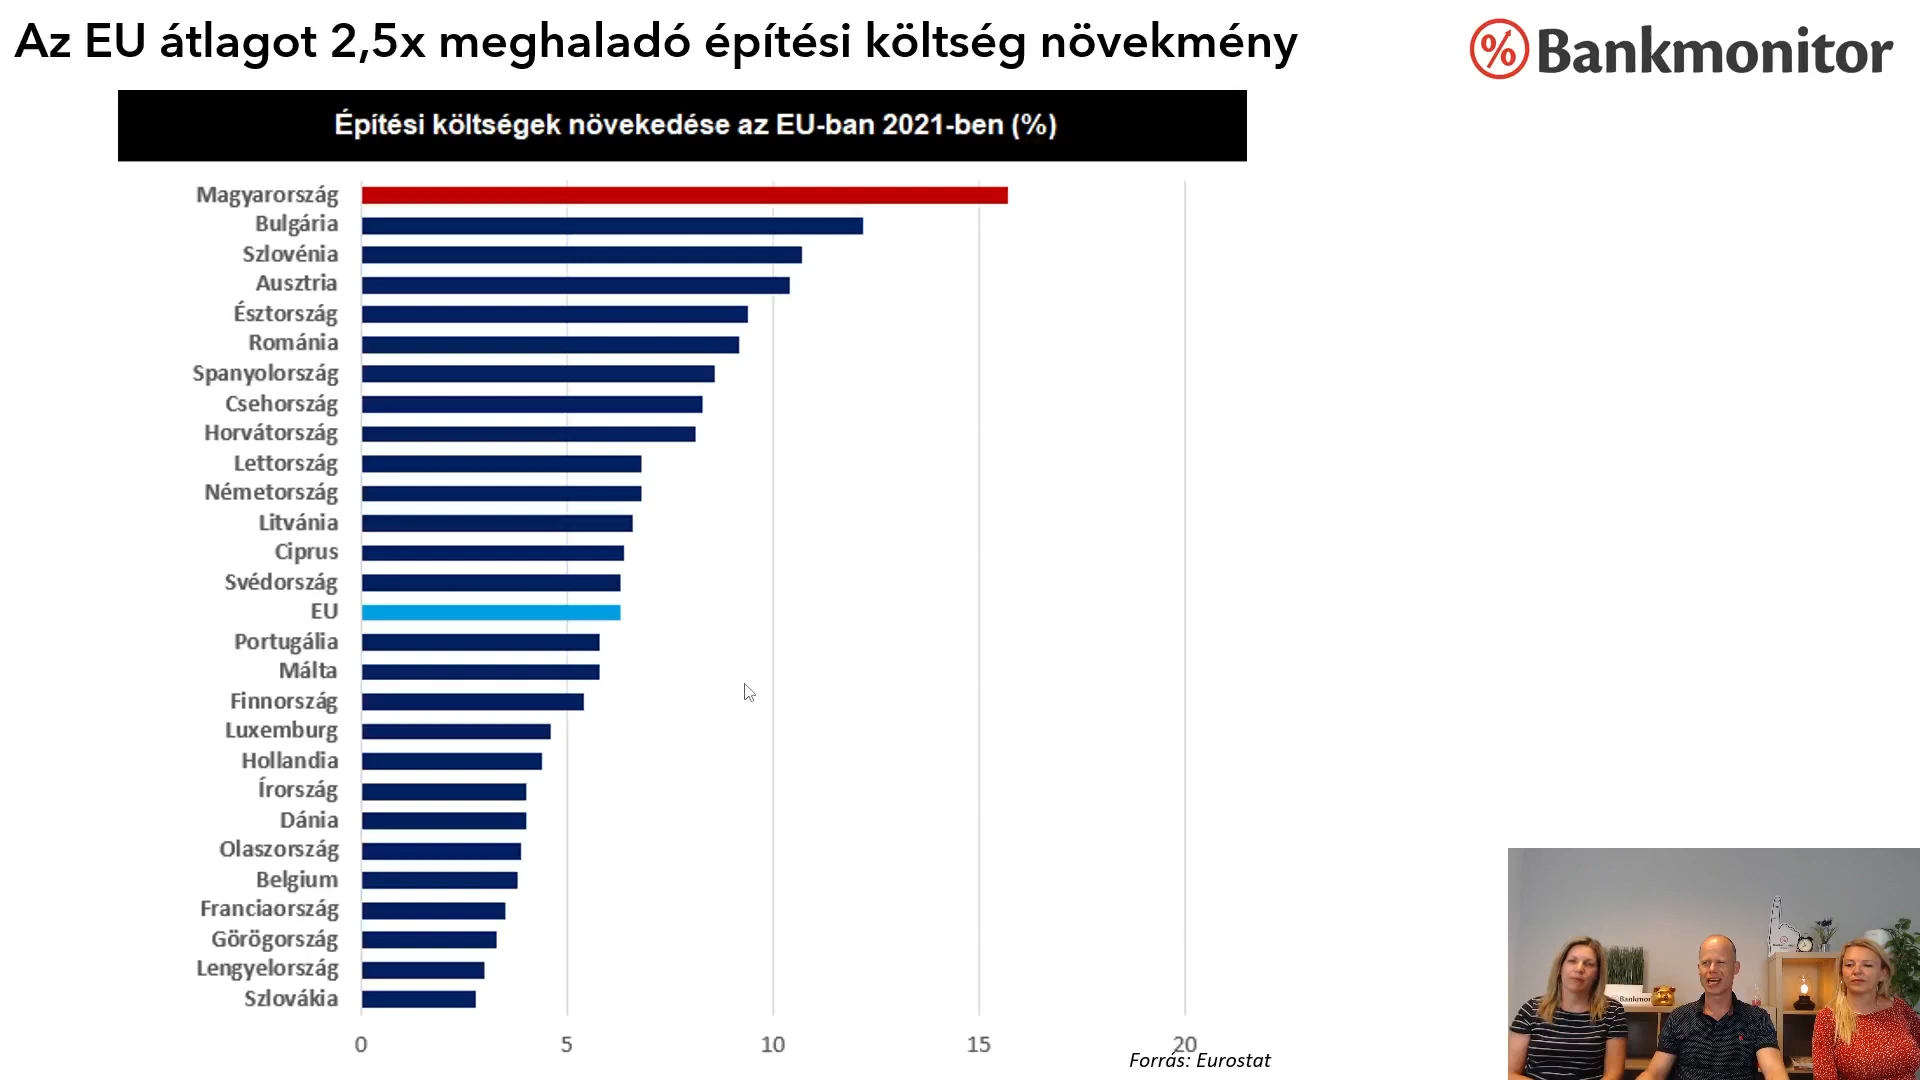 Az EU átlagot 2,5x meghaladó építési költség növekmény
% Bankmonitor
Építési költségek növekedése az EU-ban 2021-ben (%)
Magyarország
Bulgária
Szlovénia
Ausztria
Észtország
Románia
Spanyolország
Csehország
Horvátország
Lettország
Németország
Litvánia
Ciprus
Svédország
EU
Portugália
Málta
Finnország
Luxemburg
Hollandia
Írország
Dánia
Olaszország
Belgium
Franciaország
Görögország
Lengyelország
Szlovákia
0 5 10 15 20
Forrás: Eurostat